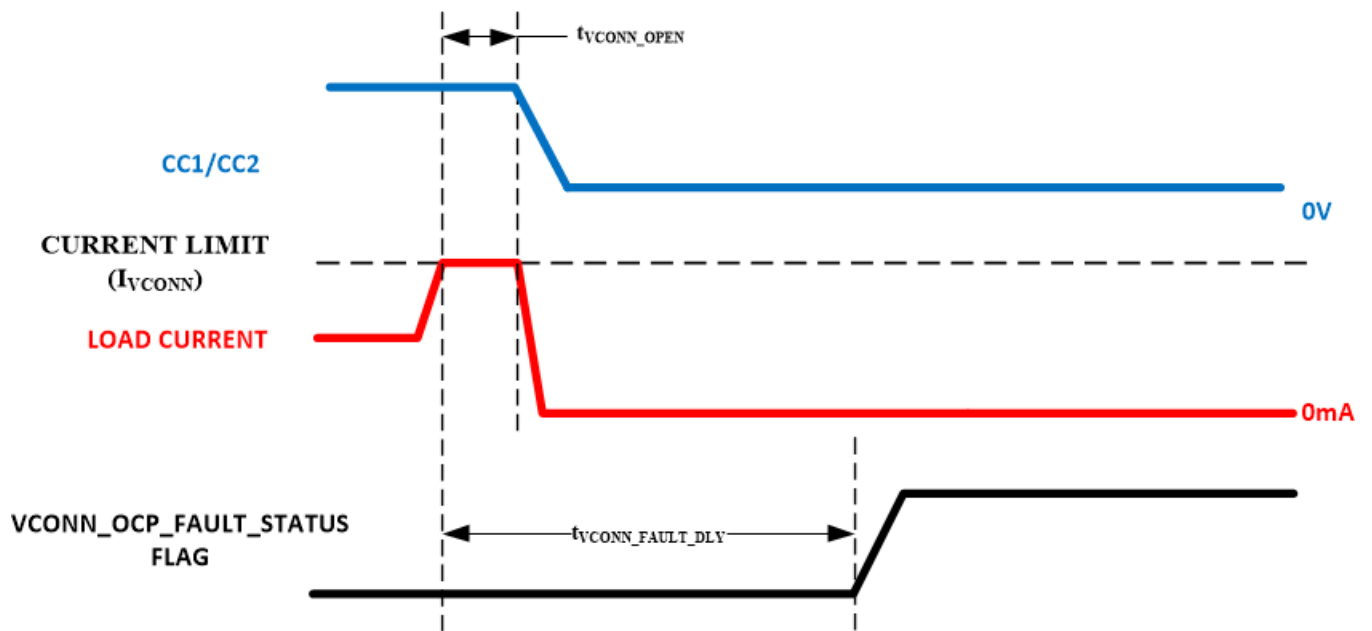 tVCONN_OPEN
CC1/CC2
0V
CURRENT LIMIT
(IVCONN)
LOAD CURRENT
0mA
VCONN_OCP_FAULT_STATUS
FLAG
tVCONN_FAULT_DLY